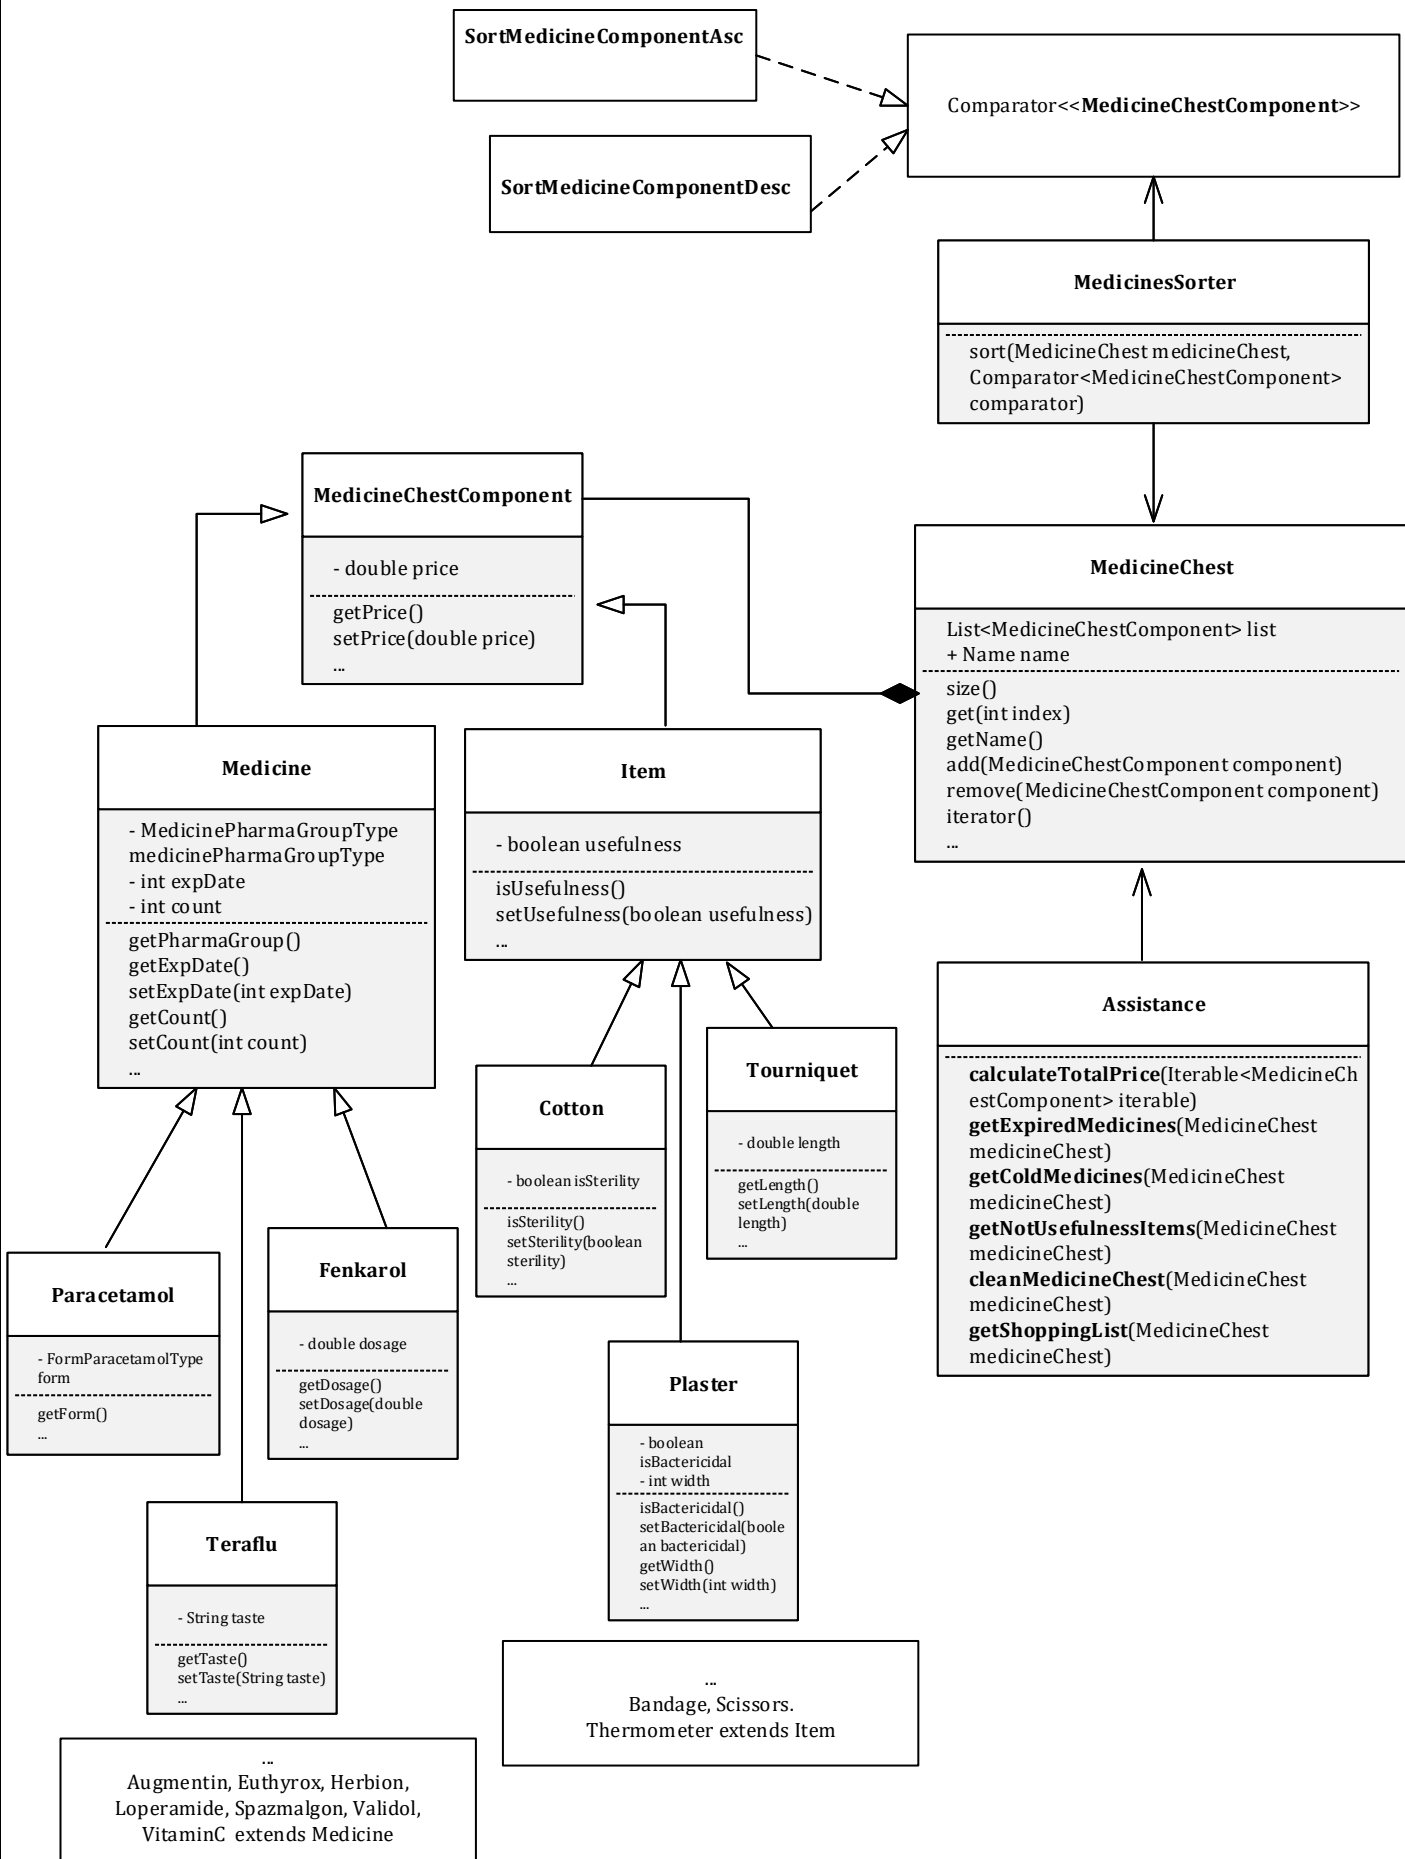 SortMedicineComponentAsc
Comparator<<MedicineChestComponent>>
SortMedicineComponentDesc
MedicinesSorter
sort(MedicineChest medicineChest,
Comparator<MedicineChestComponent>
comparator)
MedicineChestComponent
- double price
getPrice()
setPrice(double price)
...
MedicineChest
List<MedicineChestComponent> list
+ Name name
size()
get(int index)
getName()
add(MedicineChestComponent component)
remove(MedicineChestComponent component)
iterator()
...
Medicine
- MedicinePharmaGroupType
medicinePharmaGroupType
- int expDate
- int count
getPharmaGroup()
getExpDate()
setExpDate(int expDate)
getCount()
setCount(int count)
...
Item
- boolean usefulness
isUsefulness()
setUsefulness(boolean usefulness)
...
Assistance
calculateTotalPrice(Iterable<MedicineCh
estComponent> iterable)
getExpiredMedicines(MedicineChest
medicineChest)
getColdMedicines(MedicineChest
medicineChest)
getNotUsefulnessItems(MedicineChest
medicineChest)
cleanMedicineChest(MedicineChest
medicineChest)
getShoppingList(MedicineChest
medicineChest)
Cotton
- boolean isSterility
isSterility()
setSterility(boolean
sterility)
...
Tourniquet
- double length
getLength()
setLength(double
length)
...
Paracetamol
- FormParacetamolType
form
getForm()
...
Fenkarol
- double dosage
getDosage()
setDosage(double
dosage)
...
Plaster
- boolean
isBactericidal
- int width
isBactericidal()
setBactericidal(boole
an bactericidal)
getWidth()
setWidth(int width)
...
Teraflu
- String taste
getTaste()
setTaste(String taste)
...
...
Bandage, Scissors.
Thermometer extends Item
...
Augmentin, Euthyrox, Herbion,
Loperamide, Spazmalgon, Validol,
VitaminC extends Medicine